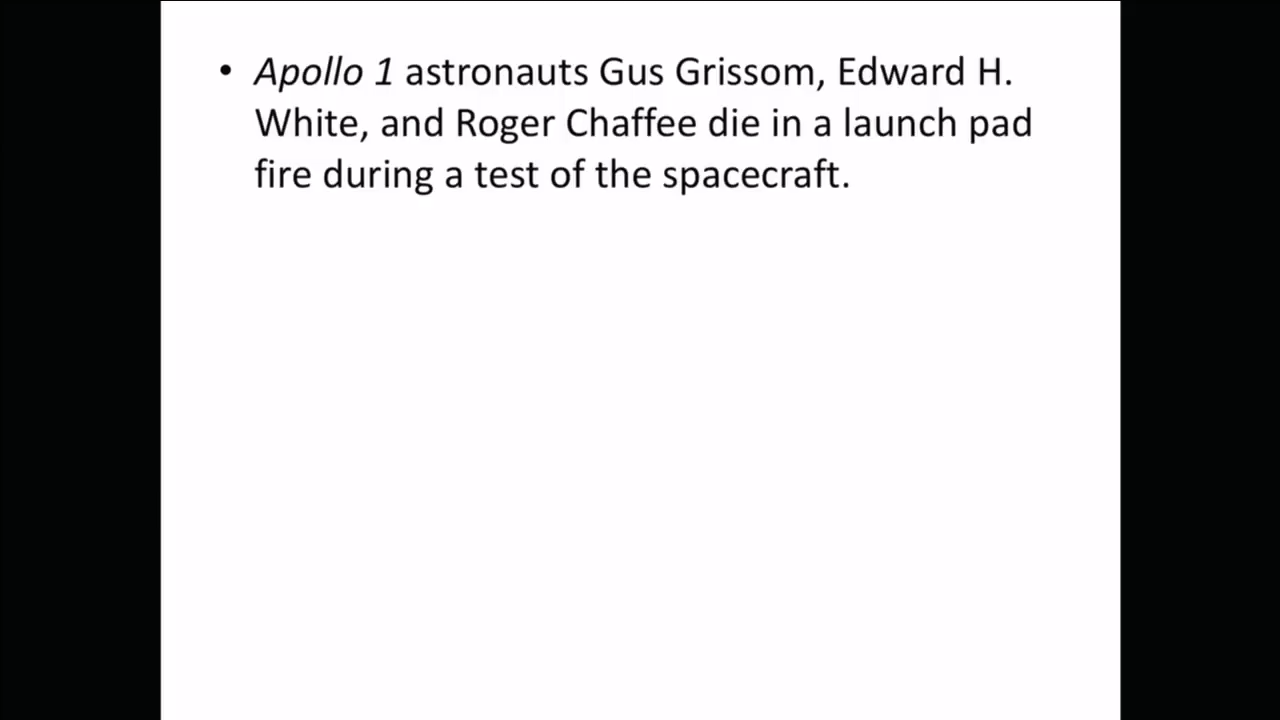 • Apollo 1 astronauts Gus Grissom, Edward H.
White, and Roger Chaffee die in a launch pad
fire during a test of the spacecraft.